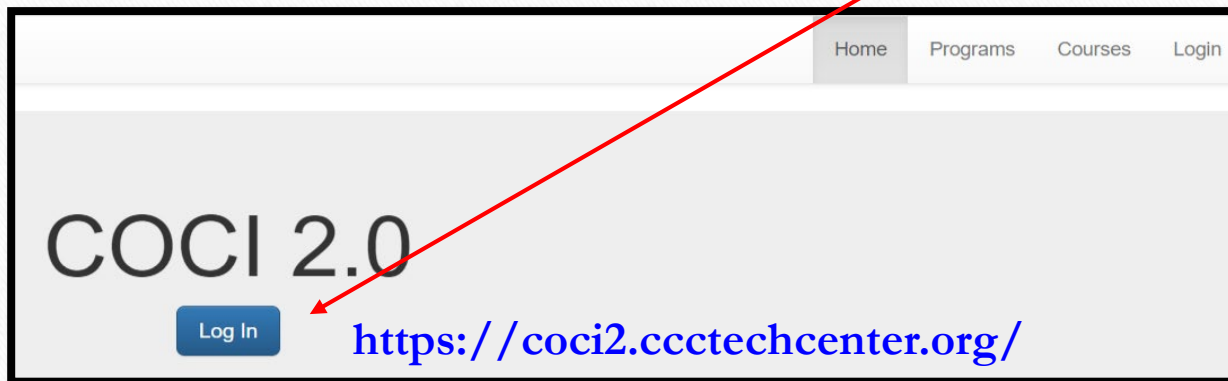 Home Programs Courses Login
COCI 2.0
Log In
https://coci2.ccctechcenter.org/